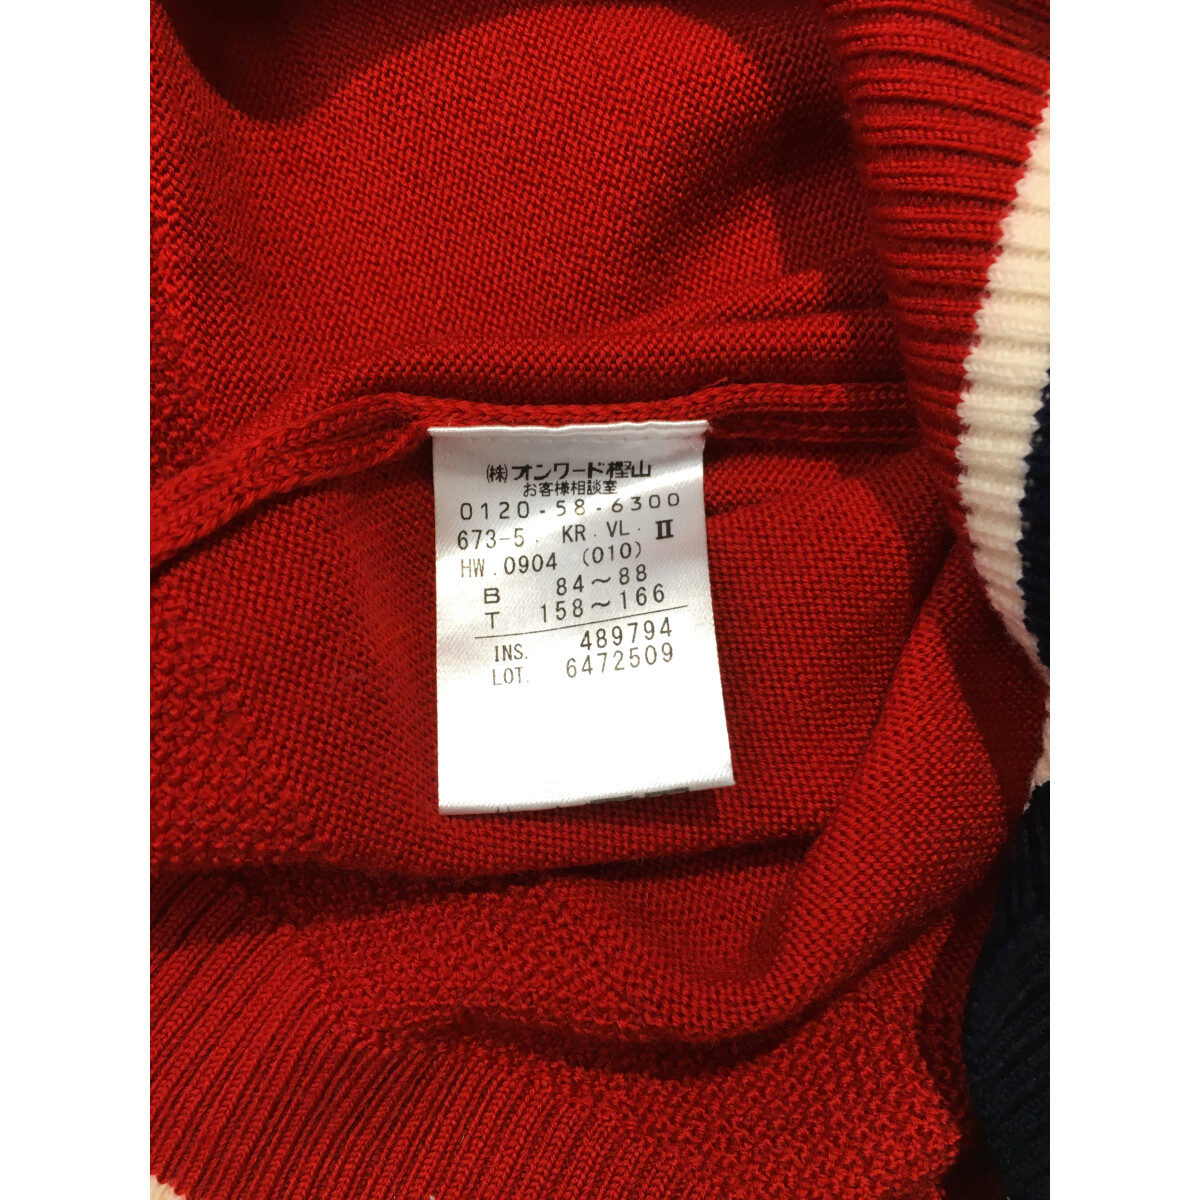 (株)オンワード樫山
お客様相談室
0120-58-6300
673-5. KR.VL. II
HW.0904 (010)
B 84~88
T 158~166
INS. 489794
LOT. 6472509